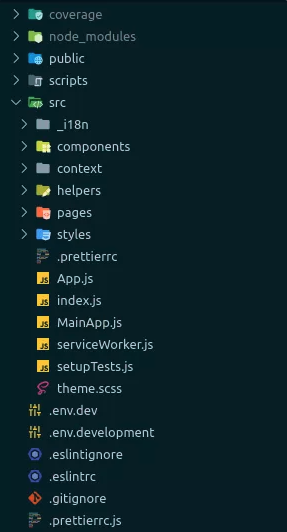 coverage
node_modules
public
scripts
src
_i18n
components
context
helpers
pages
styles
.prettierrc
JS App.js
JS index.js
JS MainApp.js
JS serviceWorker.js
JS setupTests.js
theme.scss
.env.dev
.env.development
.eslintignore
.eslintrc
.gitignore
.prettierrc.js